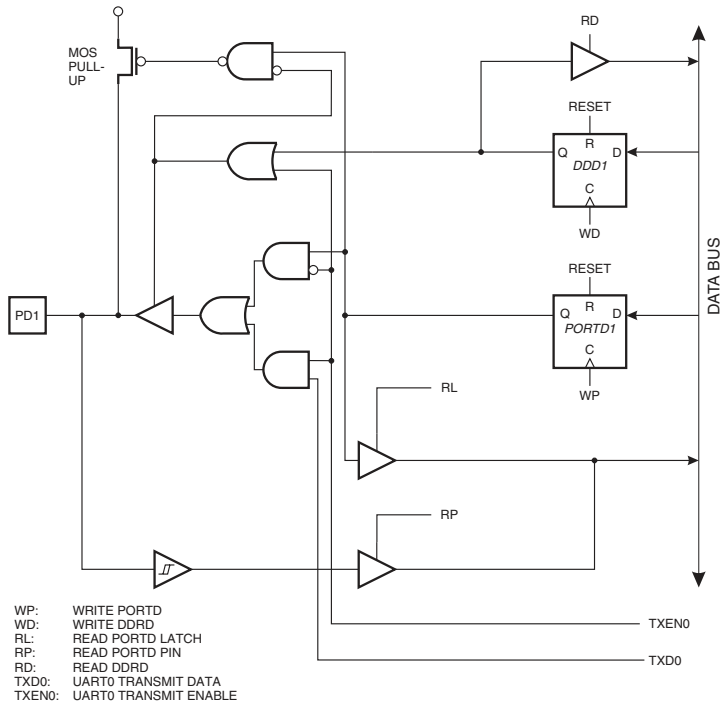 RD
MOS
PULL-
UP
RESET
R
Q
D
DDD1
C
WD
DATA BUS
RESET
R
Q
D
PORTD1
C
WP
PD1
RL
RP
TXEN0
TXD0
WP: WRITE PORTD
WD: WRITE DDRD
RL: READ PORTD LATCH
RP: READ PORTD PIN
RD: READ DDRD
TXD0: UART0 TRANSMIT DATA
TXEN0: UART0 TRANSMIT ENABLE